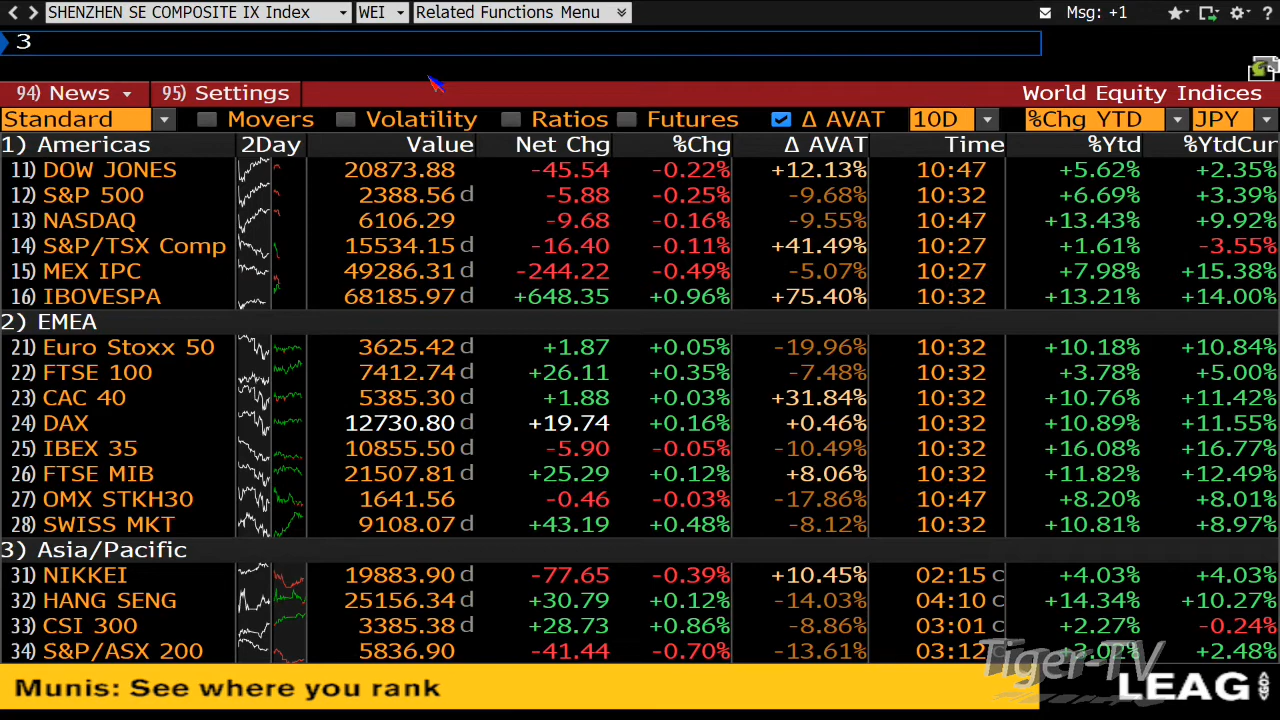 SHENZHEN SE COMPOSITE IX Index WEI Related Functions Menu Msg: +1 ?
3
94) News 95) Settings World Equity Indices
Standard Movers Volatility Ratios Futures Δ AVAT 10D %Chg YTD JPY
1) Americas 2Day Value Net Chg %Chg Δ AVAT Time %Ytd %YtdCur
11) DOW JONES 20873.88 -45.54 -0.22% +12.13% 10:47 +5.62% +2.35%
12) S&P 500 2388.56 d -5.88 -0.25% -9.68% 10:32 +6.69% +3.39%
13) NASDAQ 6106.29 -9.68 -0.16% -9.55% 10:47 +13.43% +9.92%
14) S&P/TSX Comp 15534.15 d -16.40 -0.11% +41.49% 10:27 +1.61% -3.55%
15) MEX IPC 49286.31 d -244.22 -0.49% -5.07% 10:27 +7.98% +15.38%
16) IBOVESPA 68185.97 d +648.35 +0.96% +75.40% 10:32 +13.21% +14.00%
2) EMEA
21) Euro Stoxx 50 3625.42 d +1.87 +0.05% -19.96% 10:32 +10.18% +10.84%
22) FTSE 100 7412.74 d +26.11 +0.35% -7.48% 10:32 +3.78% +5.00%
23) CAC 40 5385.30 d +1.88 +0.03% +31.84% 10:32 +10.76% +11.42%
24) DAX 12730.80 d +19.74 +0.16% +0.46% 10:32 +10.89% +11.55%
25) IBEX 35 10855.50 d -5.90 -0.05% -10.49% 10:32 +16.08% +16.77%
26) FTSE MIB 21507.81 d +25.29 +0.12% +8.06% 10:32 +11.82% +12.49%
27) OMX STKH30 1641.56 -0.46 -0.03% -17.86% 10:47 +8.20% +8.01%
28) SWISS MKT 9108.07 d +43.19 +0.48% -8.12% 10:32 +10.81% +8.97%
3) Asia/Pacific
31) NIKKEI 19883.90 d -77.65 -0.39% +10.45% 02:15 c +4.03% +4.03%
32) HANG SENG 25156.34 d +30.79 +0.12% -14.03% 04:10 c +14.34% +10.27%
33) CSI 300 3385.38 d +28.73 +0.86% -8.86% 03:01 c +2.27% -0.24%
34) S&P/ASX 200 5836.90 -41.44 -0.70% -13.61% 03:12 c +2.48%
Tiger-TV
Munis: See where you rank LEAG <GO>